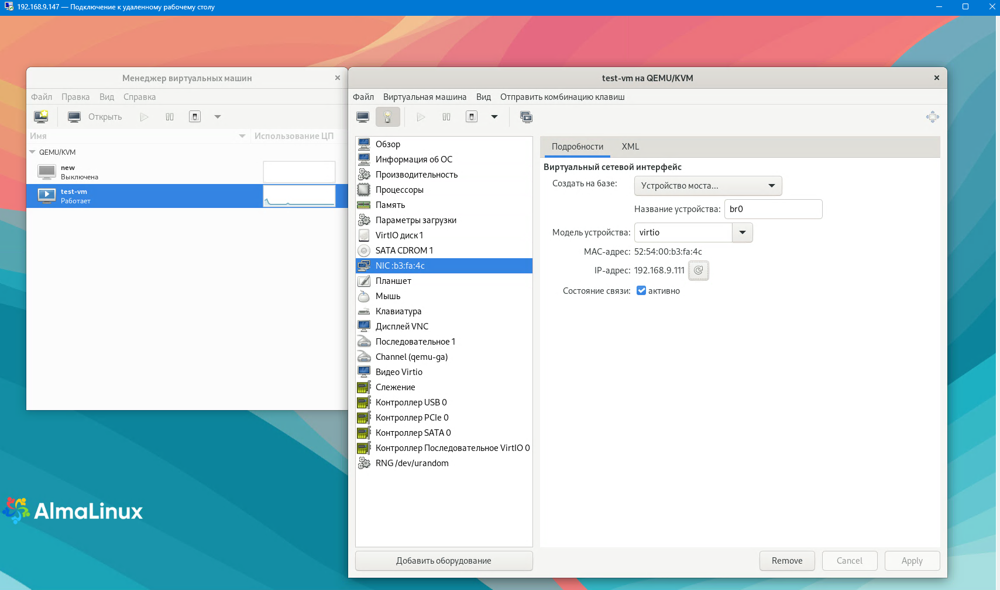 192.168.9.147 — Подключение к удаленному рабочему столу
Менеджер виртуальных машин
Файл Правка Вид Справка
Открыть
Имя Использование ЦП
QEMU/KVM
new
Выключена
test-vm
Работает
AlmaLinux
test-vm на QEMU/KVM
Файл Виртуальная машина Вид Отправить комбинацию клавиш
Обзор
Информация об ОС
Производительность
Процессоры
Память
Параметры загрузки
VirtIO диск 1
SATA CDROM 1
NIC :b3:fa:4c
Планшет
Мышь
Клавиатура
Дисплей VNC
Последовательное 1
Channel (qemu-ga)
Видео Virtio
Слежение
Контроллер USB 0
Контроллер PCIe 0
Контроллер SATA 0
Контроллер Последовательное VirtIO 0
RNG /dev/urandom
Добавить оборудование
Подробности XML
Виртуальный сетевой интерфейс
Создать на базе: Устройство моста...
Название устройства: br0
Модель устройства: virtio
MAC-адрес: 52:54:00:b3:fa:4c
IP-адрес: 192.168.9.111
Состояние связи: активно
Remove Cancel Apply